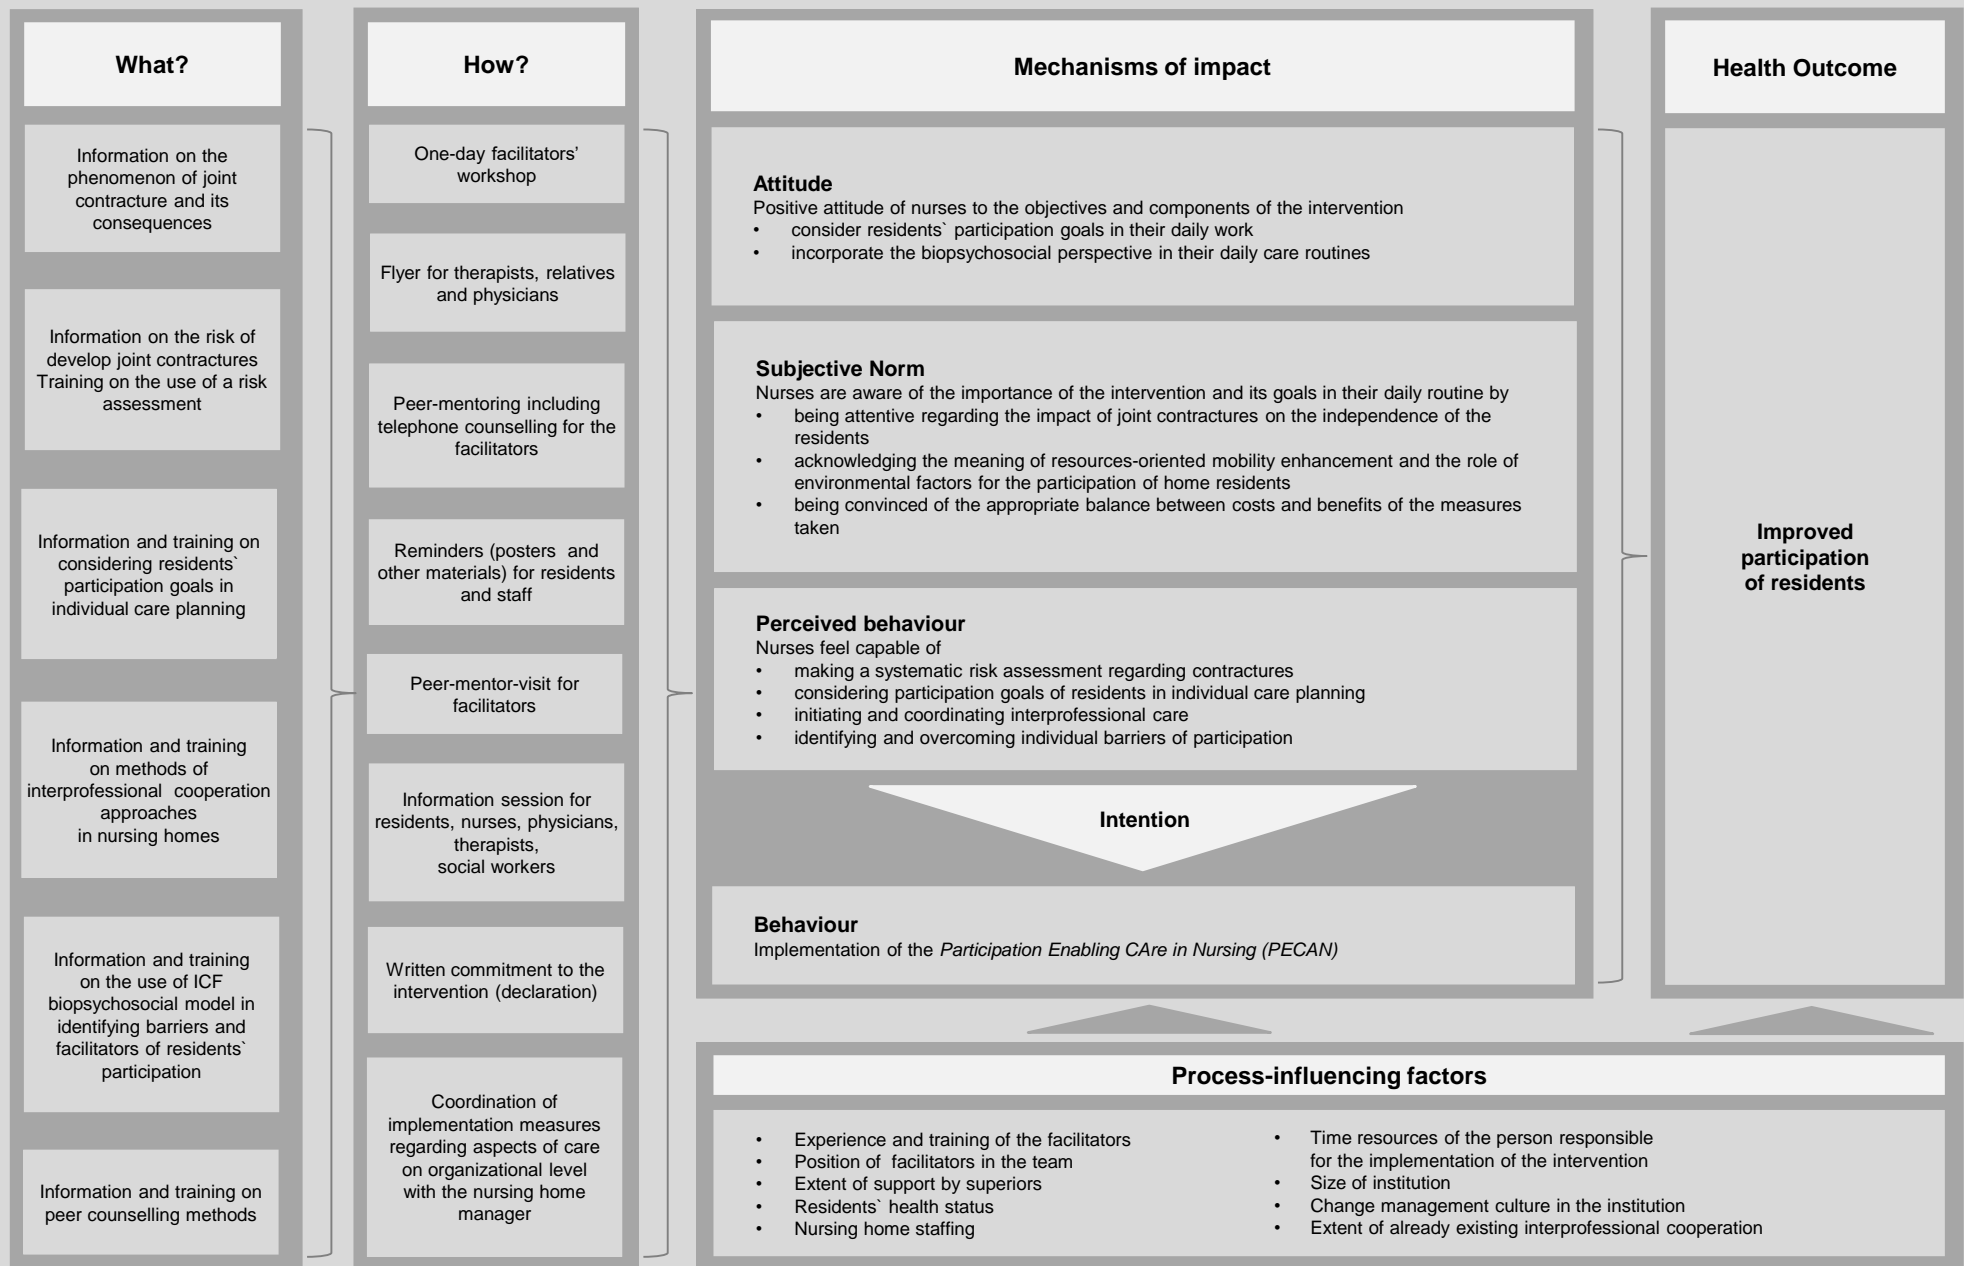 What?
Information on the
phenomenon of joint
contracture and its
consequences
Information on the risk of
develop joint contractures
Training on the use of a risk
assessment
Information and training on
considering residents`
participation goals in
individual care planning
Information and training
on methods of
interprofessional cooperation
approaches
in nursing homes
Information and training
on the use of ICF
biopsychosocial model in
identifying barriers and
facilitators of residents`
participation
Information and training on
peer counselling methods
How?
One-day facilitators’
workshop
Flyer for therapists, relatives
and physicians
Peer-mentoring including
telephone counselling for the
facilitators
Reminders (posters and
other materials) for residents
and staff
Peer-mentor-visit for
facilitators
Information session for
residents, nurses, physicians,
therapists,
social workers
Written commitment to the
intervention (declaration)
Coordination of
implementation measures
regarding aspects of care
on organizational level
with the nursing home
manager
Mechanisms of impact
Attitude
Positive attitude of nurses to the objectives and components of the intervention
• consider residents` participation goals in their daily work
• incorporate the biopsychosocial perspective in their daily care routines
Subjective Norm
Nurses are aware of the importance of the intervention and its goals in their daily routine by
• being attentive regarding the impact of joint contractures on the independence of the
residents
• acknowledging the meaning of resources-oriented mobility enhancement and the role of
environmental factors for the participation of home residents
• being convinced of the appropriate balance between costs and benefits of the measures
taken
Perceived behaviour
Nurses feel capable of
• making a systematic risk assessment regarding contractures
• considering participation goals of residents in individual care planning
• initiating and coordinating interprofessional care
• identifying and overcoming individual barriers of participation
Intention
Behaviour
Implementation of the Participation Enabling CAre in Nursing (PECAN)
Health Outcome
Improved
participation
of residents
Process-influencing factors
• Experience and training of the facilitators
• Position of facilitators in the team
• Extent of support by superiors
• Residents` health status
• Nursing home staffing
• Time resources of the person responsible
for the implementation of the intervention
• Size of institution
• Change management culture in the institution
• Extent of already existing interprofessional cooperation